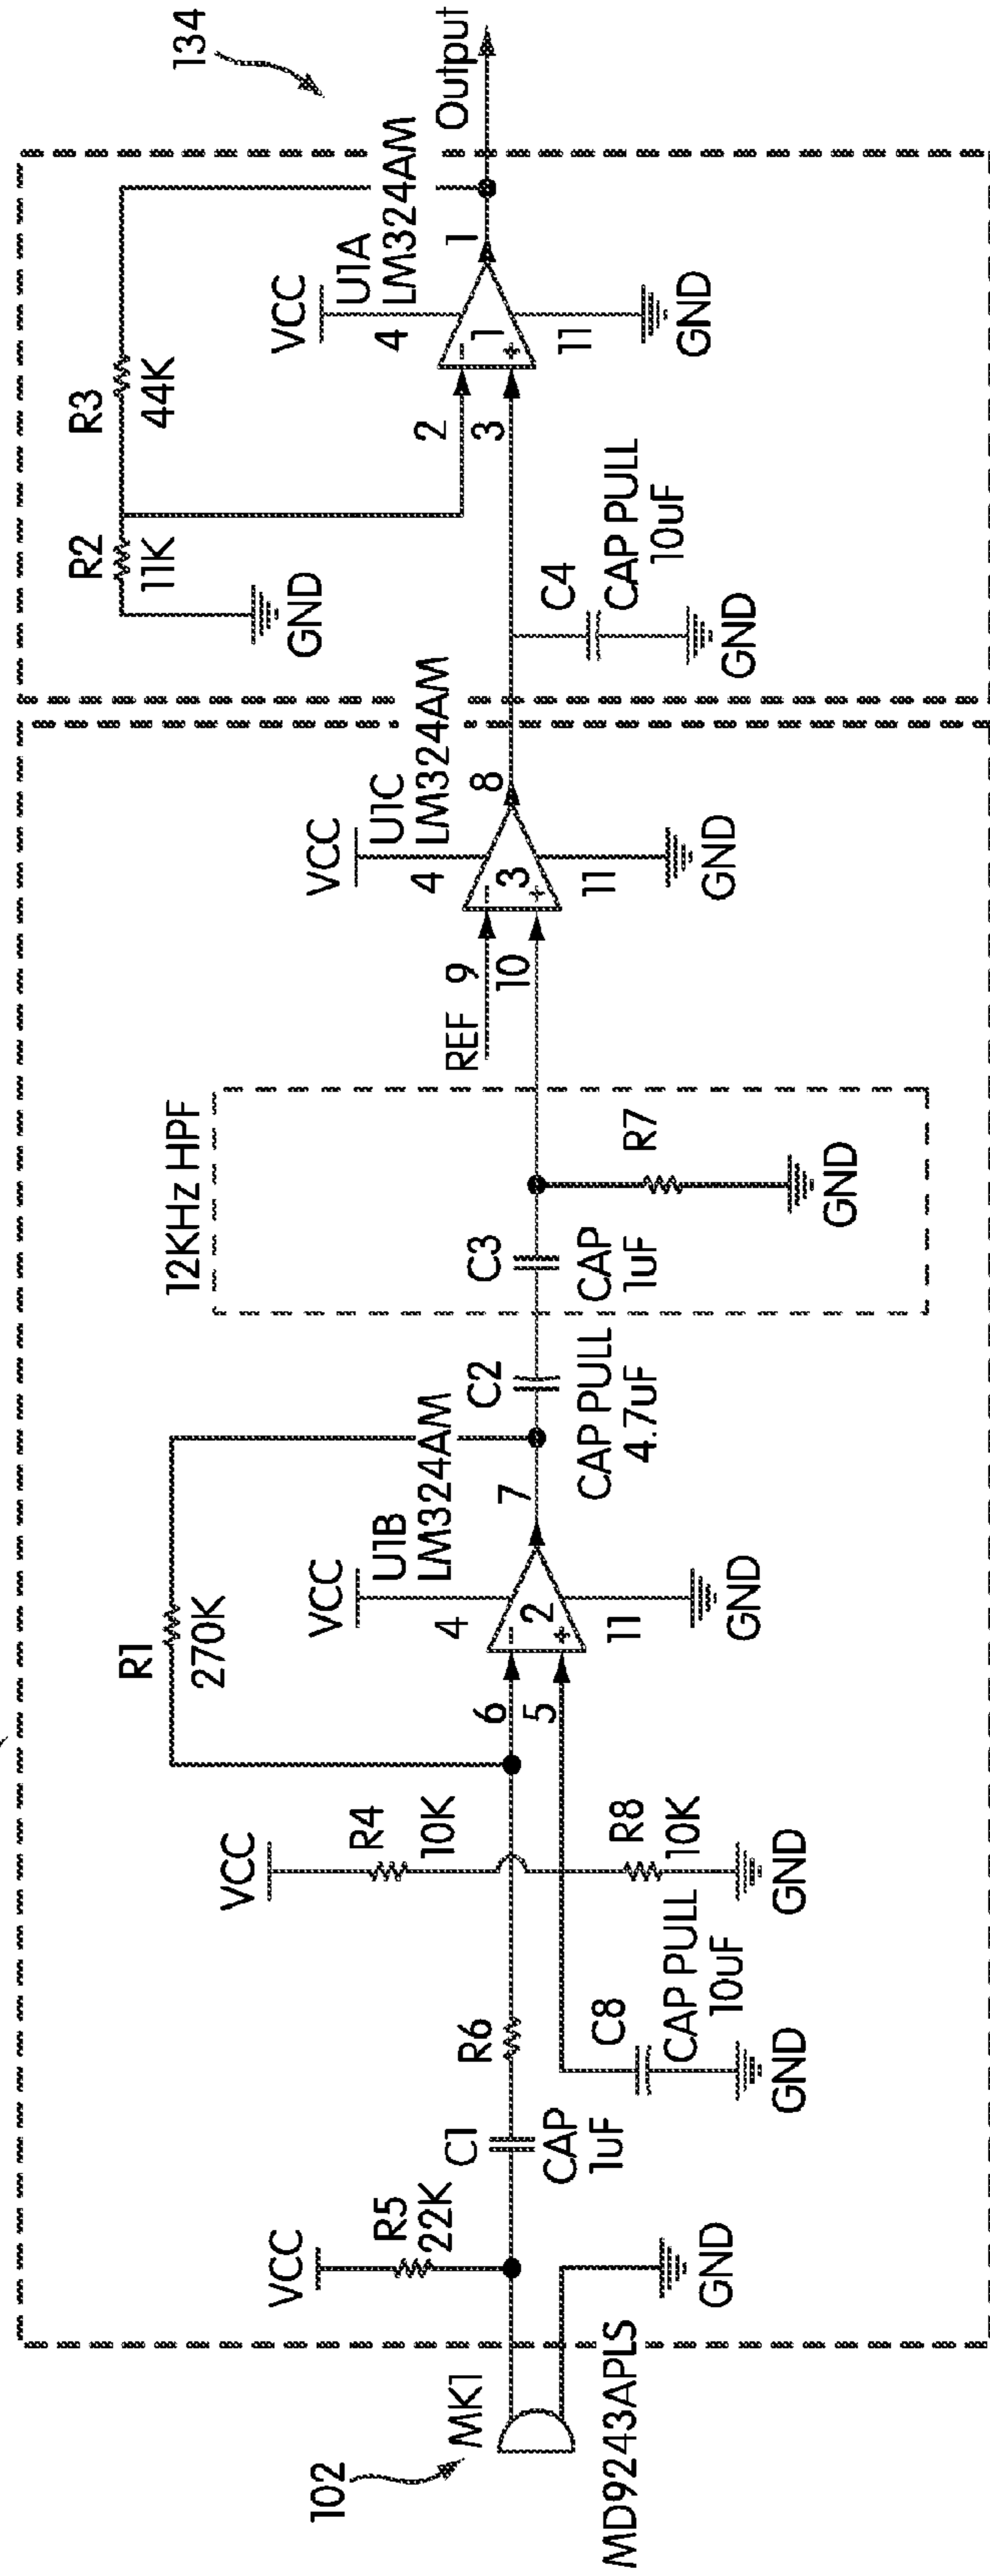 102
MK1
MD9243APLS
GND
VCC
R5
22K
C1
CAP
1uF
R6
C8
CAP PULL
10uF
GND
VCC
R4
10K
R8
10K
GND
R1
270K
6
5
VCC
4
U1B
LM324AM
-
2
+
7
11
GND
C2
CAP PULL
4.7uF
12KHz HPF
C3
CAP
1uF
R7
GND
REF 9
10
VCC
4
U1C
LM324AM
-
3
+
8
11
GND
C4
CAP PULL
10uF
GND
R2
11K
GND
R3
44K
2
3
VCC
4
U1A
LM324AM
-
1
+
1
11
GND
Output
134